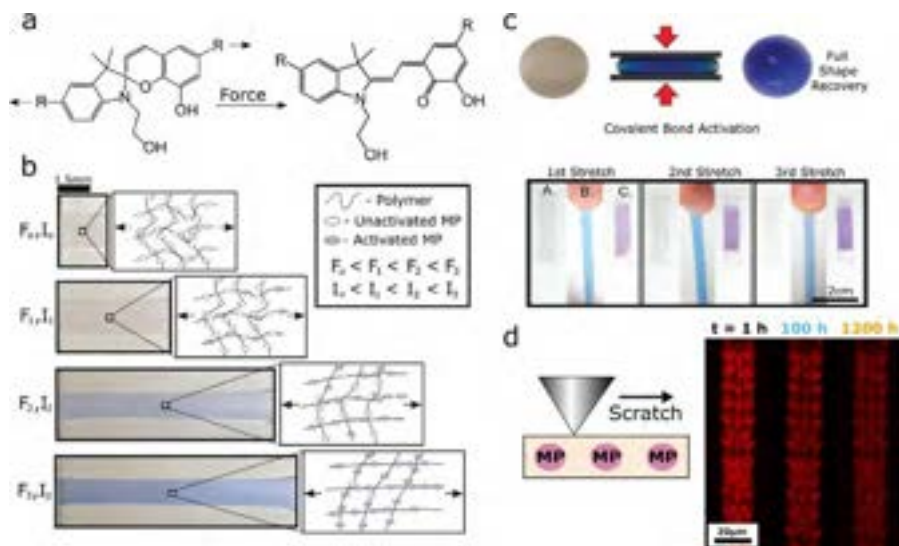 a
R
N
O
OH
R
OH
Force
R
N
O
OH
R
OH
b
1.5mm
- Polymer
- Unactivated MP
- Activated MP
F₀ < F₁ < F₂ < F₃
I₀ < I₁ < I₂ < I₃
F₀,I₀
F₁,I₁
F₂,I₂
F₃,I₃
c
Full
Shape
Recovery
Covalent Bond Activation
1st Stretch
2nd Stretch
3rd Stretch
A.
B.
C.
2cm
d
t = 1 h 100 h 1200 h
Scratch
MP MP MP
20μm